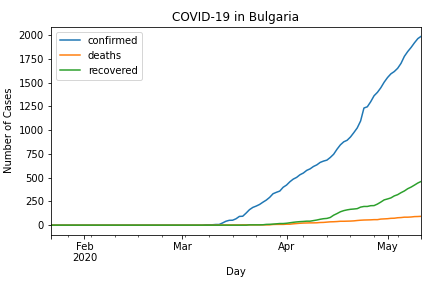 COVID-19 in Bulgaria
confirmed
deaths
recovered
Number of Cases
2000
1750
1500
1250
1000
750
500
250
0
Feb
2020
Mar
Apr
May
Day